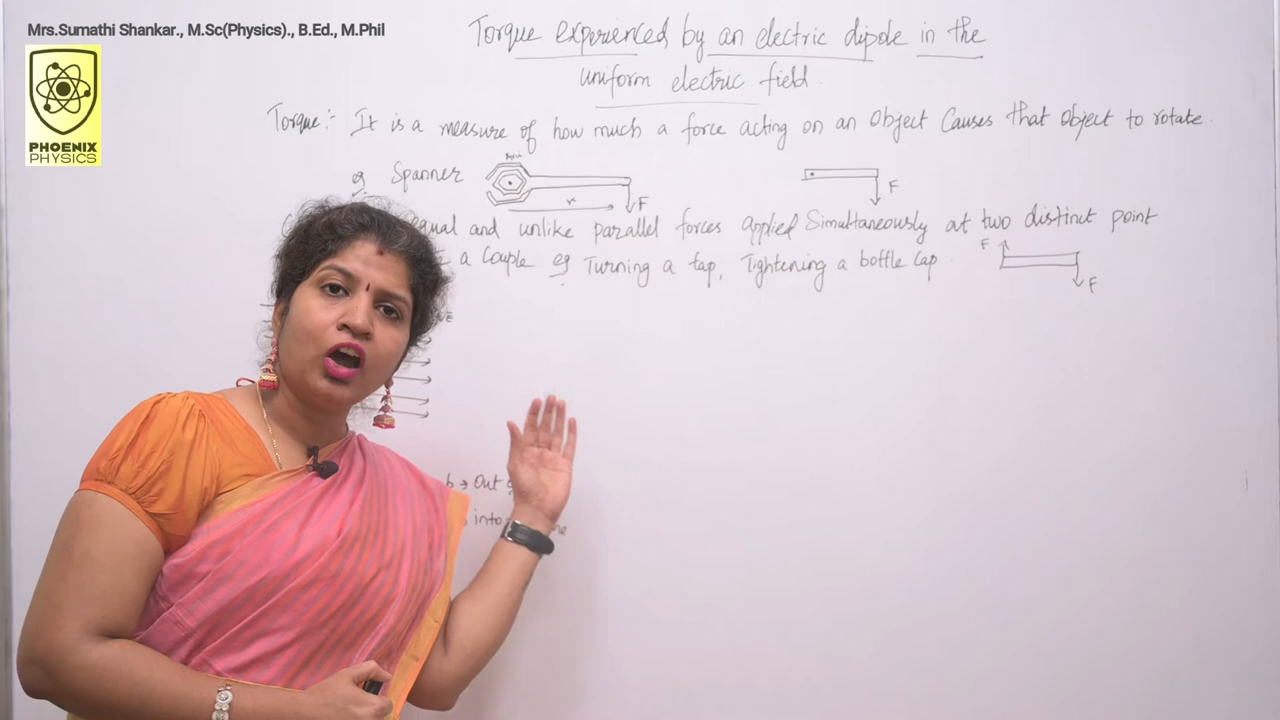 Mrs.Sumathi Shankar., M.Sc(Physics)., B.Ed., M.Phil
PHOENIX
PHYSICS
Torque experienced by an electric dipole in the
uniform electric field.
Torque:- It is a measure of how much a force acting on an Object Causes that Object to rotate.
eg Spanner
r
F
F
and unlike parallel forces applied Simultaneously at two distinct point
a Couple eg Turning a tap, Tightening a bottle cap.
F
F
E
→ Out
into